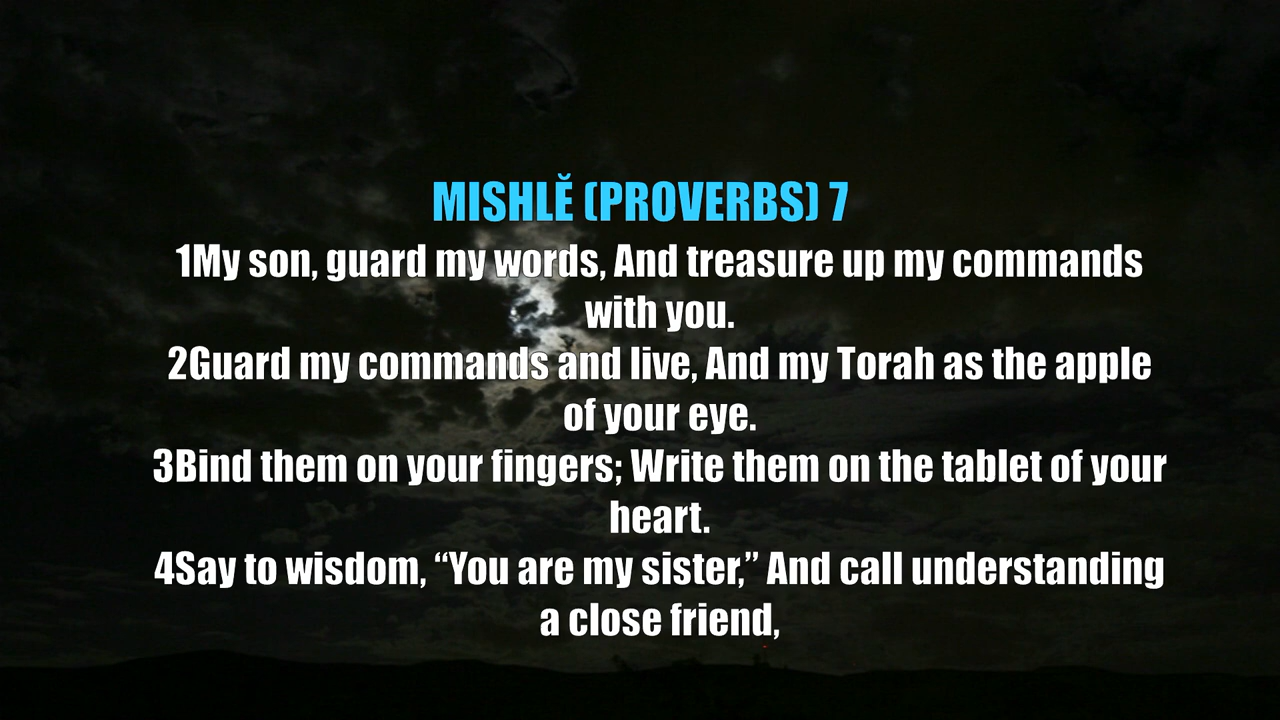 MISHLĔ (PROVERBS) 7
1My son, guard my words, And treasure up my commands
with you.
2Guard my commands and live, And my Torah as the apple
of your eye.
3Bind them on your fingers; Write them on the tablet of your
heart.
4Say to wisdom, “You are my sister,” And call understanding
a close friend,